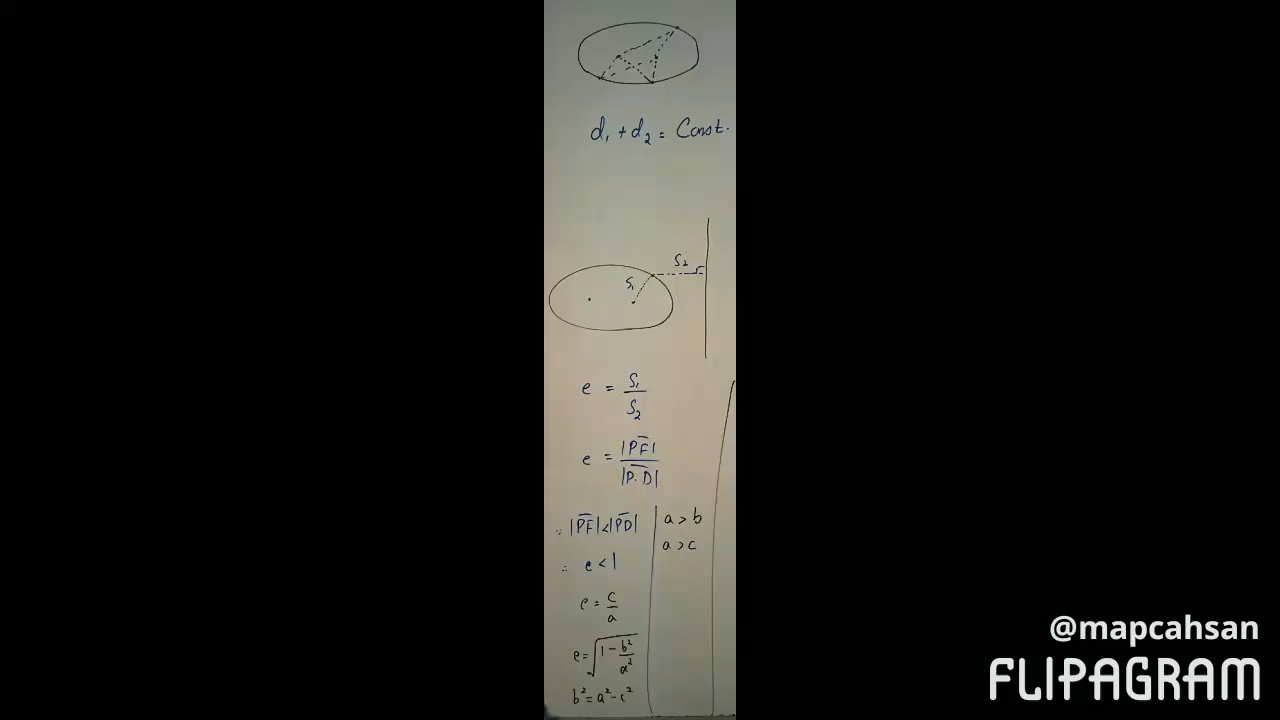 d₁ + d₂ = Const.
S₂
S₁
e = S₁/S₂
e = |PF̅|/|P.D̅|
∵ |PF̅| < |PD̅|
a > b
a > c
∴ e < 1
e = c/a
e = √(1 - b²/a²)
b² = a² - c²
@mapcahsan
FLIPAGRAM